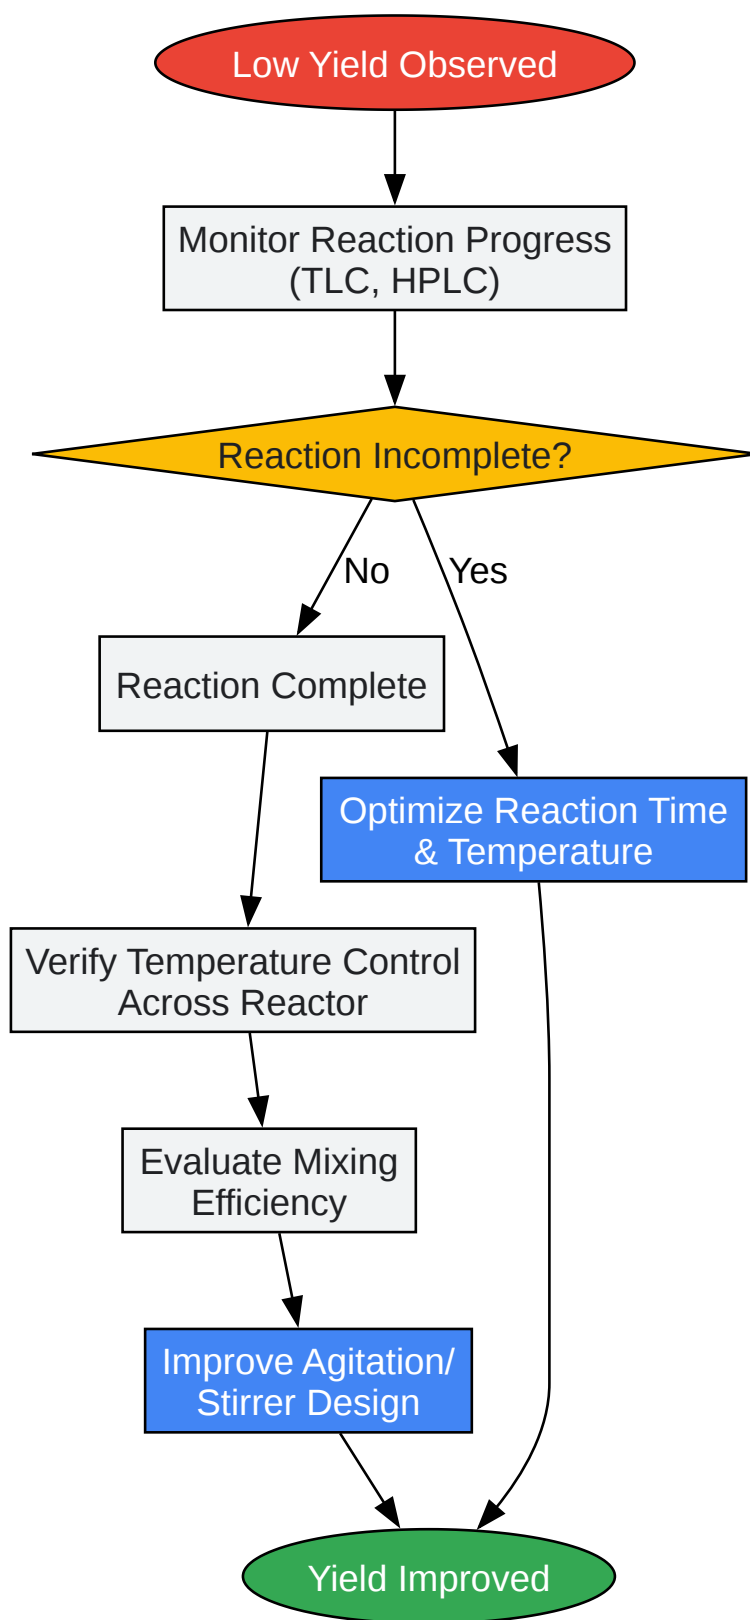 Low Yield Observed
Monitor Reaction Progress
(TLC, HPLC)
Reaction Incomplete?
No
Yes
Reaction Complete
Optimize Reaction Time
& Temperature
Verify Temperature Control
Across Reactor
Evaluate Mixing
Efficiency
Improve Agitation/
Stirrer Design
Yield Improved